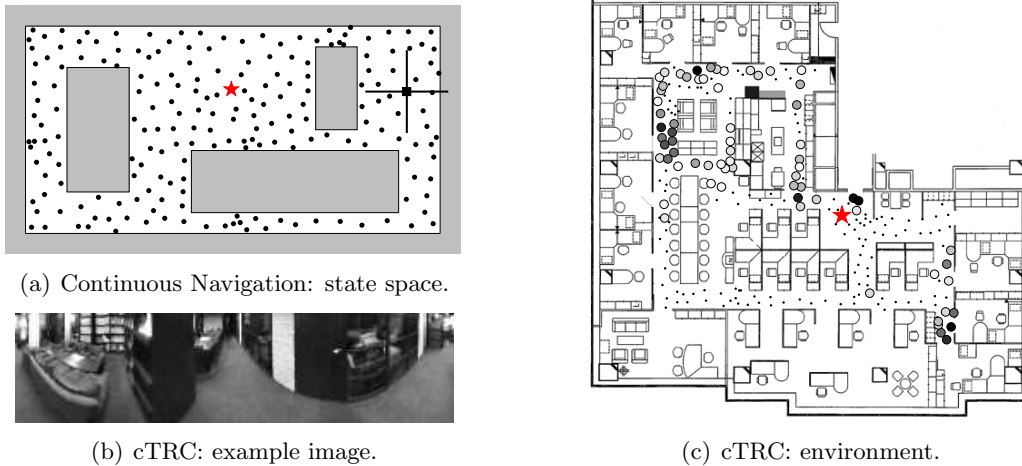 (a) Continuous Navigation: state space.
(b) cTRC: example image.
(c) cTRC: environment.